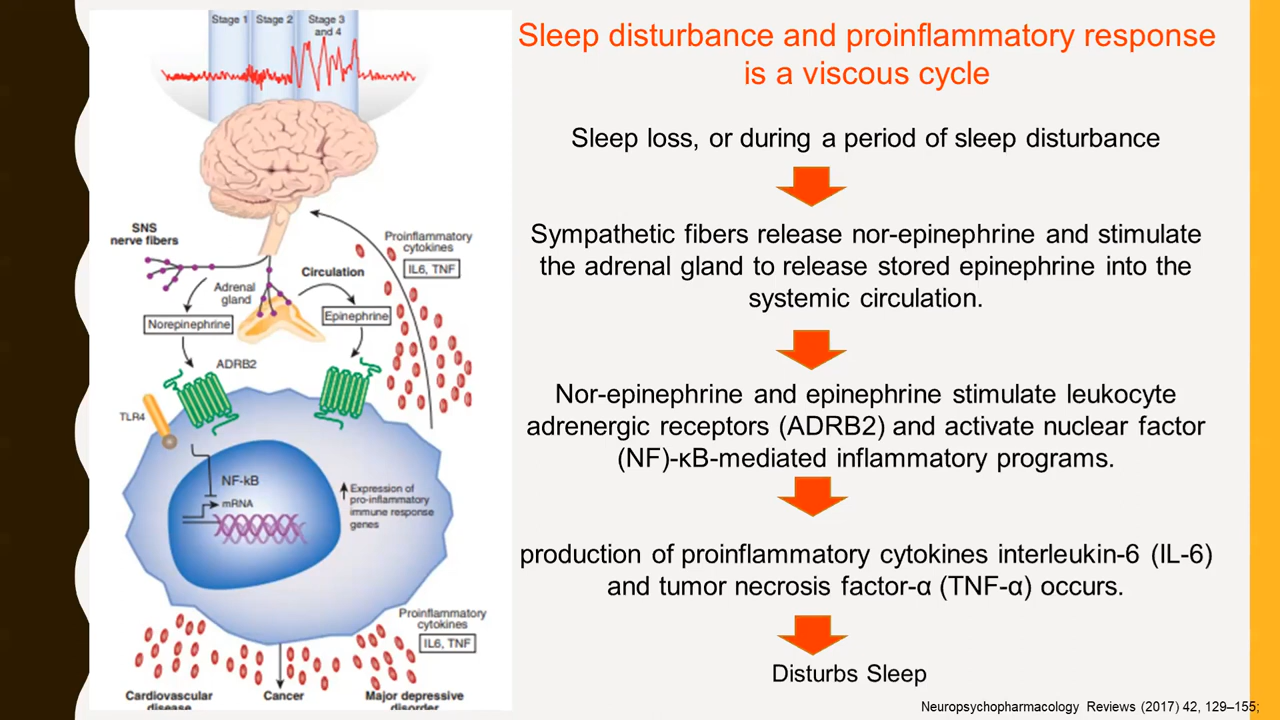 Stage 1
Stage 2
Stage 3
and 4
SNS
nerve fibers
Adrenal
gland
Circulation
Proinflammatory
cytokines
IL6, TNF
Norepinephrine
Epinephrine
ADRB2
TLR4
NF-kB
mRNA
Expression of
pro-inflammatory
immune response
genes
Proinflammatory
cytokines
IL6, TNF
Cardiovascular
disease
Cancer
Major depressive
disorder
Sleep disturbance and proinflammatory response
is a viscous cycle
Sleep loss, or during a period of sleep disturbance
Sympathetic fibers release nor-epinephrine and stimulate
the adrenal gland to release stored epinephrine into the
systemic circulation.
Nor-epinephrine and epinephrine stimulate leukocyte
adrenergic receptors (ADRB2) and activate nuclear factor
(NF)-κB-mediated inflammatory programs.
production of proinflammatory cytokines interleukin-6 (IL-6)
and tumor necrosis factor-α (TNF-α) occurs.
Disturbs Sleep
Neuropsychopharmacology Reviews (2017) 42, 129–155;